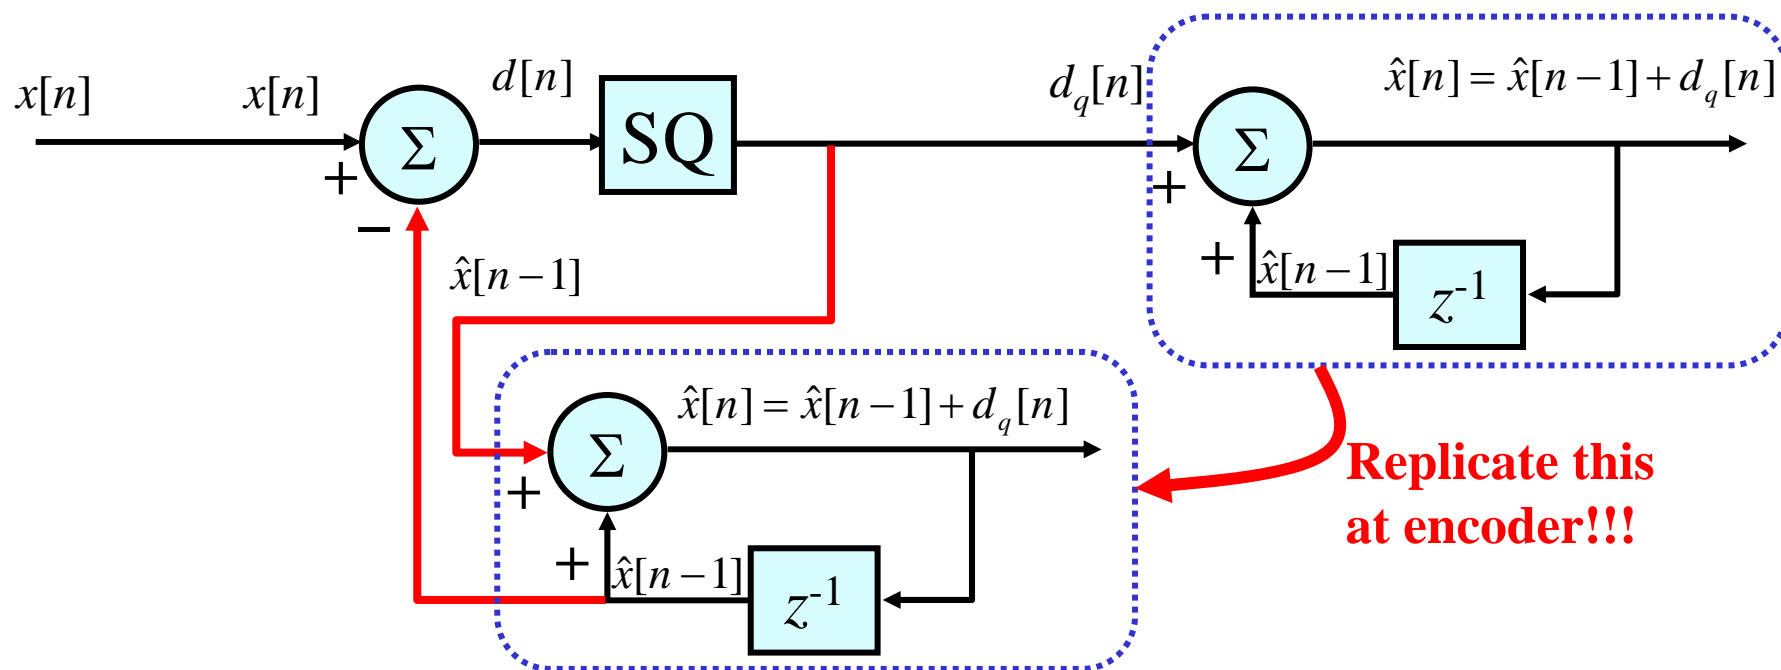 x[n]
x[n]
d[n]
d_q[n]
x̂[n] = x̂[n − 1] + d_q[n]
Σ
SQ
Σ
+
−
+
+
x̂[n − 1]
x̂[n − 1]
z⁻¹
x̂[n] = x̂[n − 1] + d_q[n]
Σ
+
+
x̂[n − 1]
z⁻¹
Replicate this
at encoder!!!